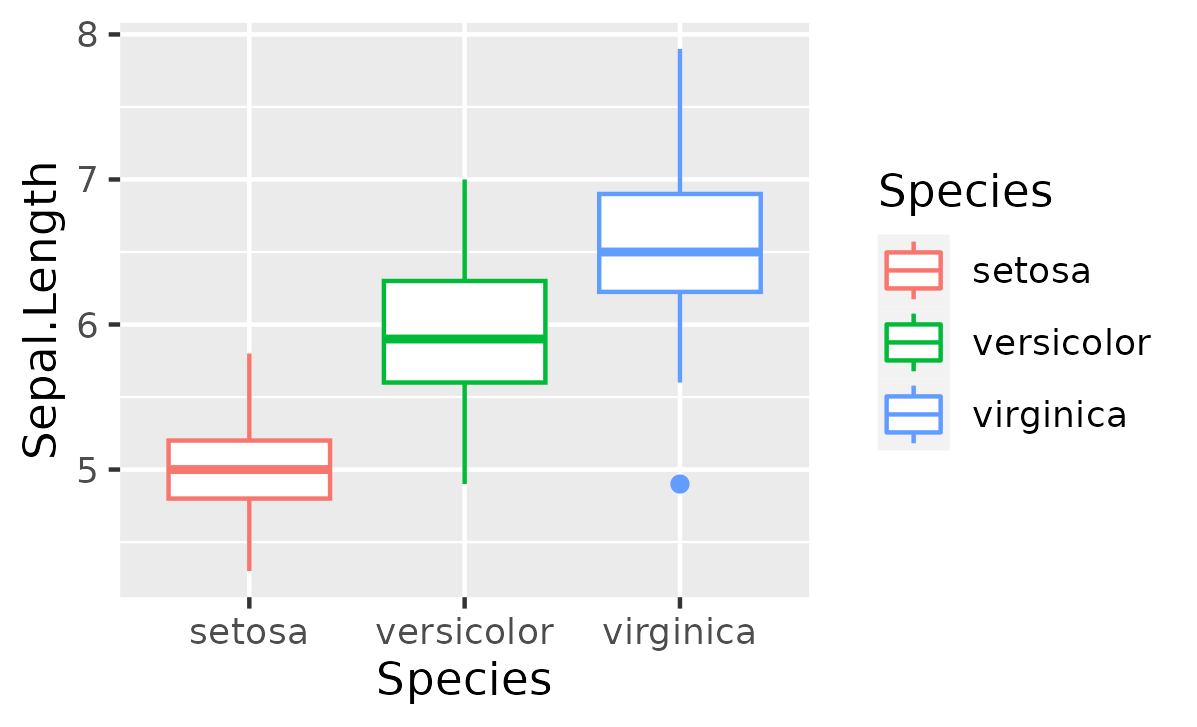 Sepal.Length
8
7
6
5
setosa versicolor virginica
Species
Species
setosa
versicolor
virginica